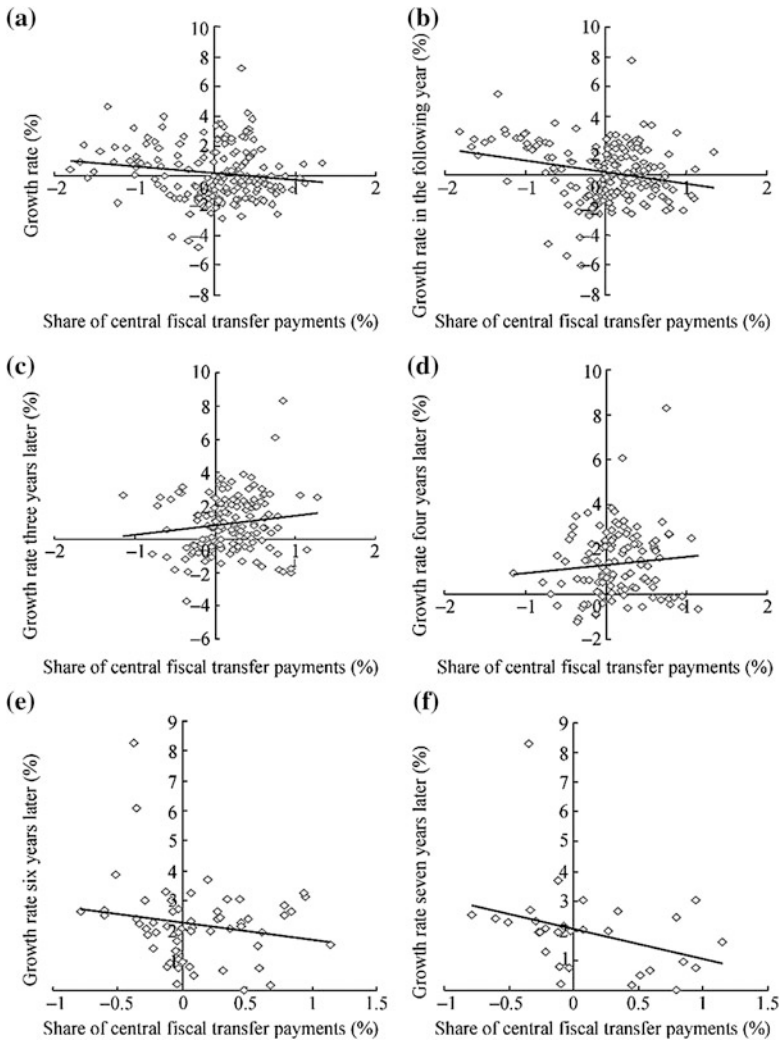 (a)
Growth rate (%)
10
8
6
4
2
0
−2
−4
−6
−8
−2 −1 0 1 2
Share of central fiscal transfer payments (%)
(b)
Growth rate in the following year (%)
10
8
6
4
2
0
−2
−4
−6
−8
−2 −1 0 1 2
Share of central fiscal transfer payments (%)
(c)
Growth rate three years later (%)
10
8
6
4
2
−2
−4
−6
−2 −1 0 1 2
Share of central fiscal transfer payments (%)
(d)
Growth rate four years later (%)
10
8
6
4
2
−2
−2 −1 0 1 2
Share of central fiscal transfer payments (%)
(e)
Growth rate six years later (%)
9
8
7
6
5
4
3
2
1
−1 −0.5 0 0.5 1 1.5
Share of central fiscal transfer payments (%)
(f)
Growth rate seven years later (%)
9
8
7
6
5
4
3
2
1
−1 −0.5 0 0.5 1 1.5
Share of central fiscal transfer payments (%)